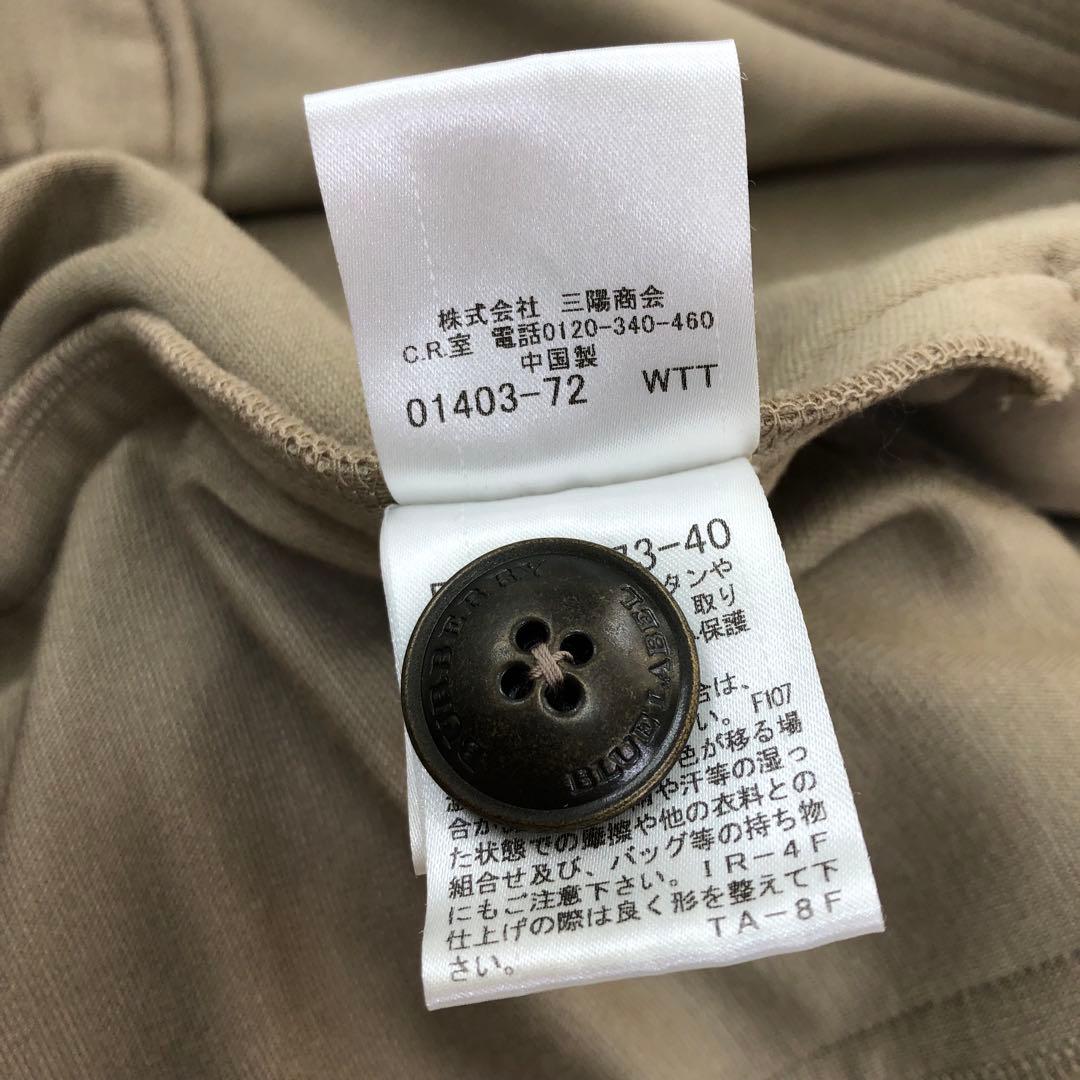 株式会社 三陽商会
C.R.室 電話0120-340-460
中国製
01403-72 WTT
73-40
タンや
取り
保護
合は、
い。 FI07
色が移る場
や汗等の湿っ
た状態での摩擦や他の衣料との
組合せ及び、バッグ等の持ち物
にもご注意下さい。IR-4F
仕上げの際は良く形を整えて下
さい。 TA-8F
BURBERRY
BLUE LABEL